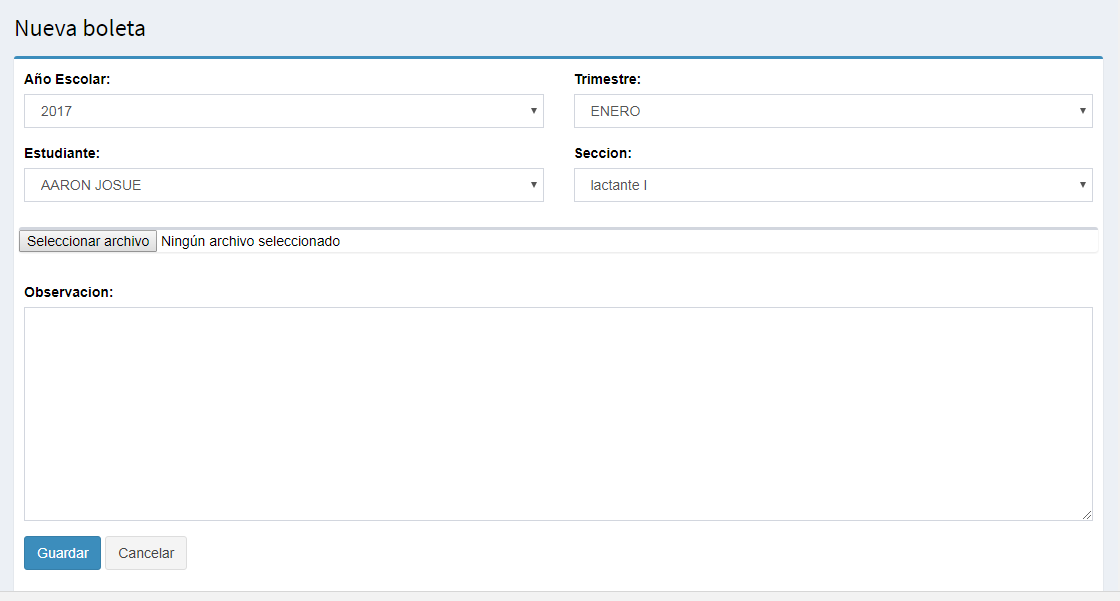 Nueva boleta
Año Escolar: Trimestre:
2017 ENERO
Estudiante: Seccion:
AARON JOSUE lactante I
Seleccionar archivo Ningún archivo seleccionado
Observacion:
Guardar Cancelar